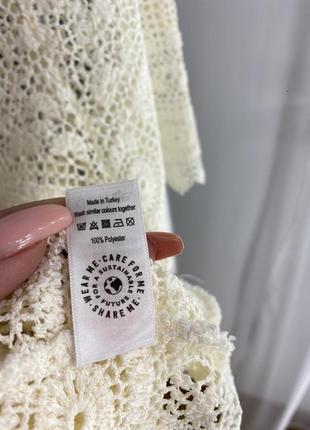 Made in Turkey
Wash similar colours together
100% Polyester
WEAR ME · CARE FOR ME · SHARE ME ·
FOR A SUSTAINABLE FUTURE